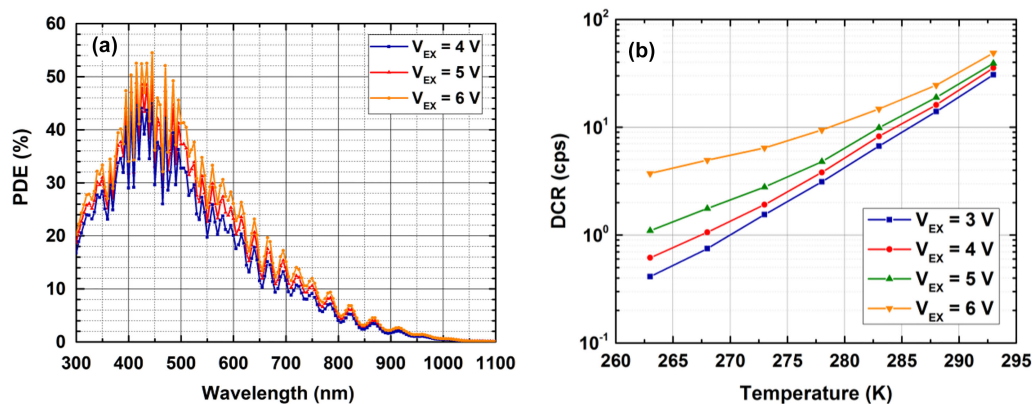 (a)
V_EX = 4 V
V_EX = 5 V
V_EX = 6 V
PDE (%)
60
50
40
30
20
10
0
300 400 500 600 700 800 900 1000 1100
Wavelength (nm)
(b)
DCR (cps)
10^2
10^1
10^0
10^-1
V_EX = 3 V
V_EX = 4 V
V_EX = 5 V
V_EX = 6 V
260 265 270 275 280 285 290 295
Temperature (K)